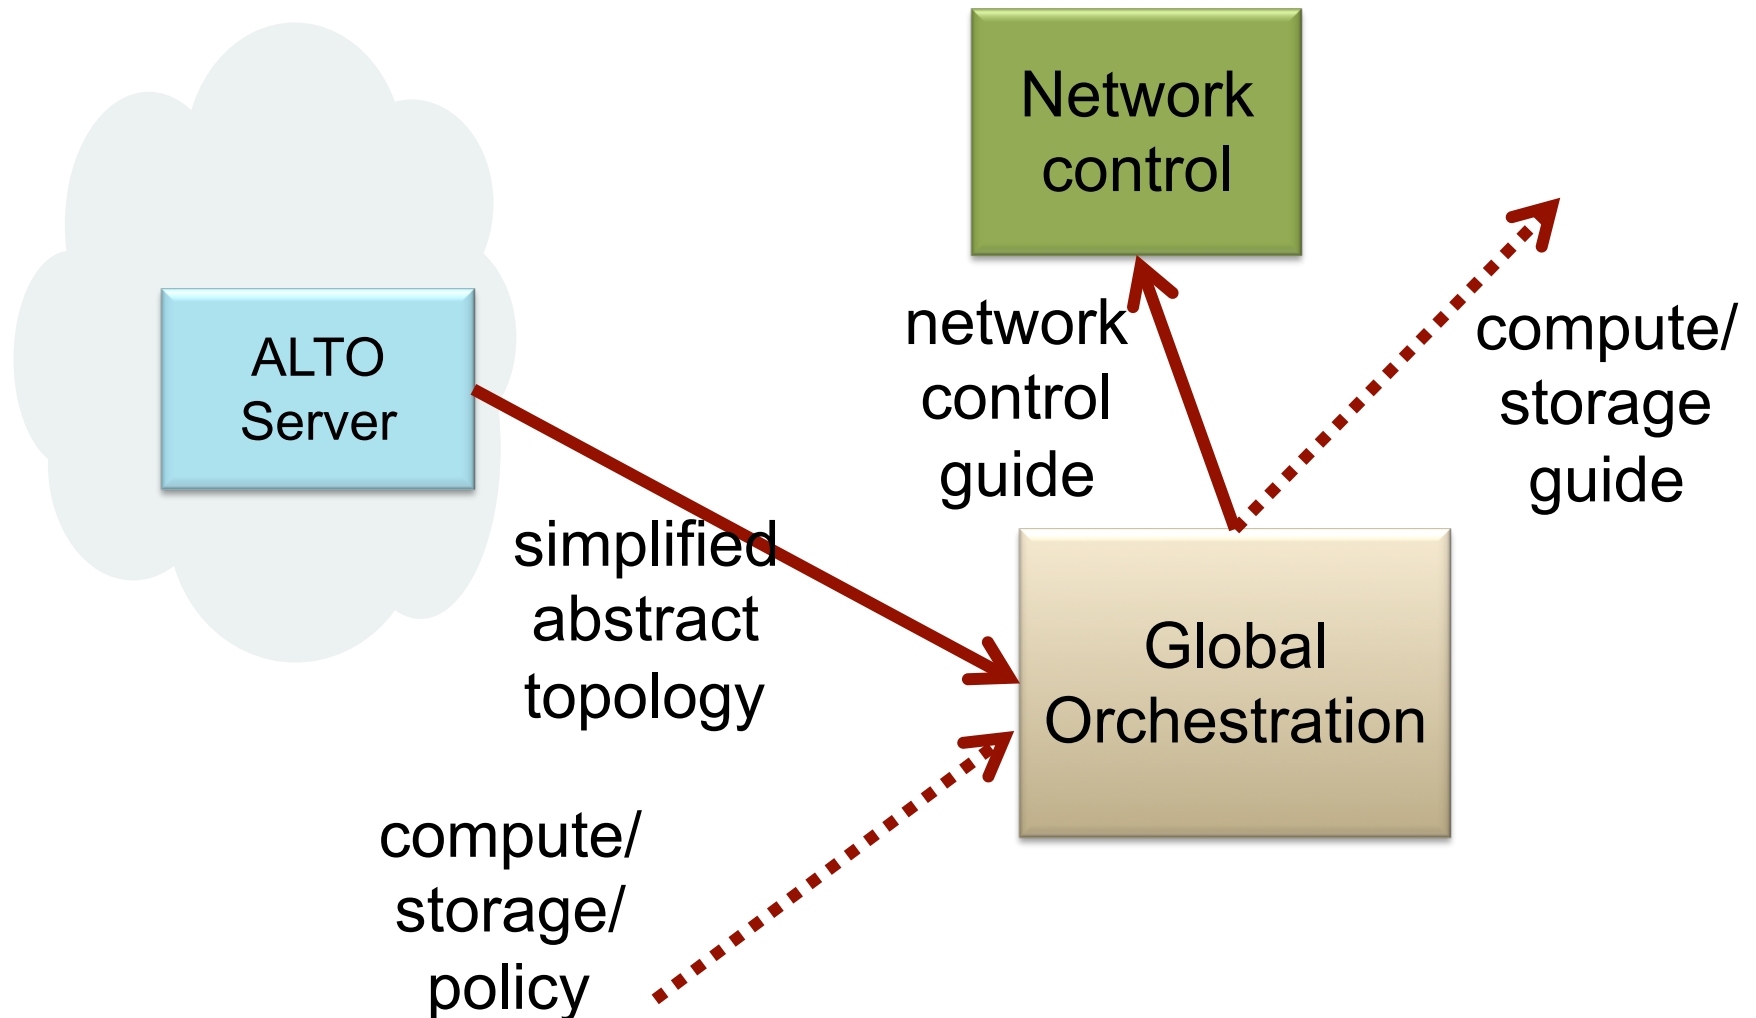 Network
control
ALTO
Server
network
control
guide
compute/
storage
guide
simplified
abstract
topology
Global
Orchestration
compute/
storage/
policy